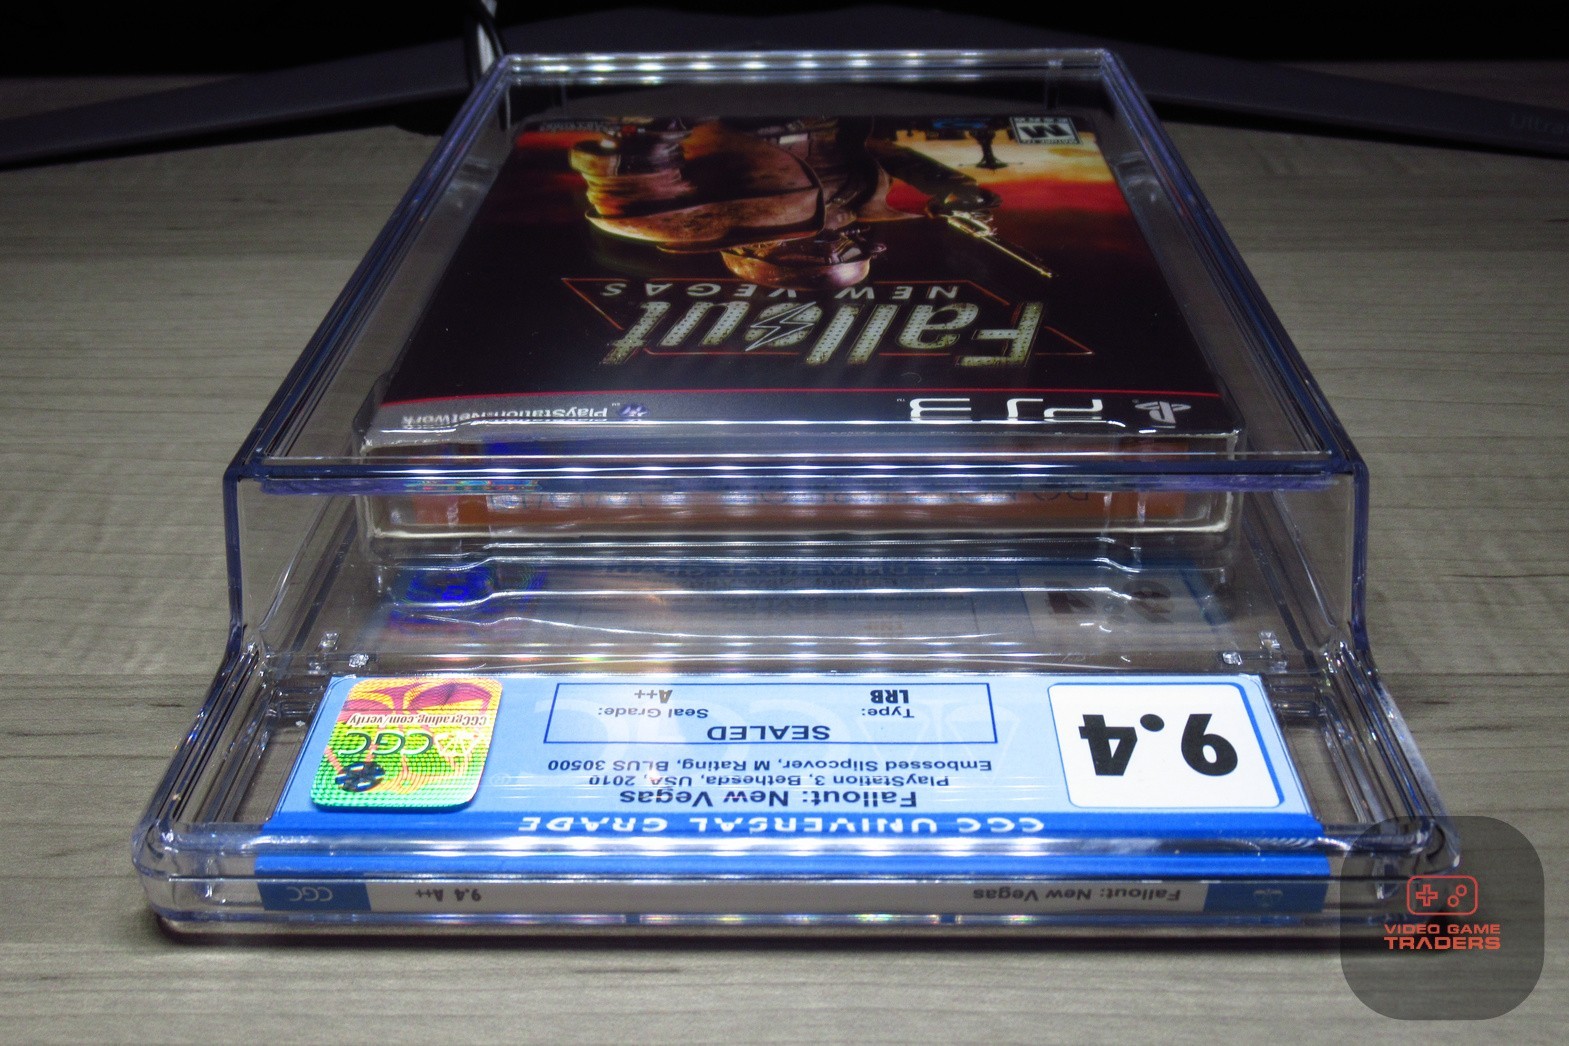 CGC UNIVERSAL GRADE
Fallout: New Vegas
PlayStation 3, Bethesda, USA, 2010
Embossed Slipcover, M Rating, BLUS 30500
SEALED
Type: Seal Grade:
LRB A++
9.4
CGC
CGCgrading.com/verify
Fallout: New Vegas 9.4 A++ CGC
PS3™ PlayStation Network
Fallout
NEW VEGAS
M
VIDEO GAME
TRADERS
Ultra